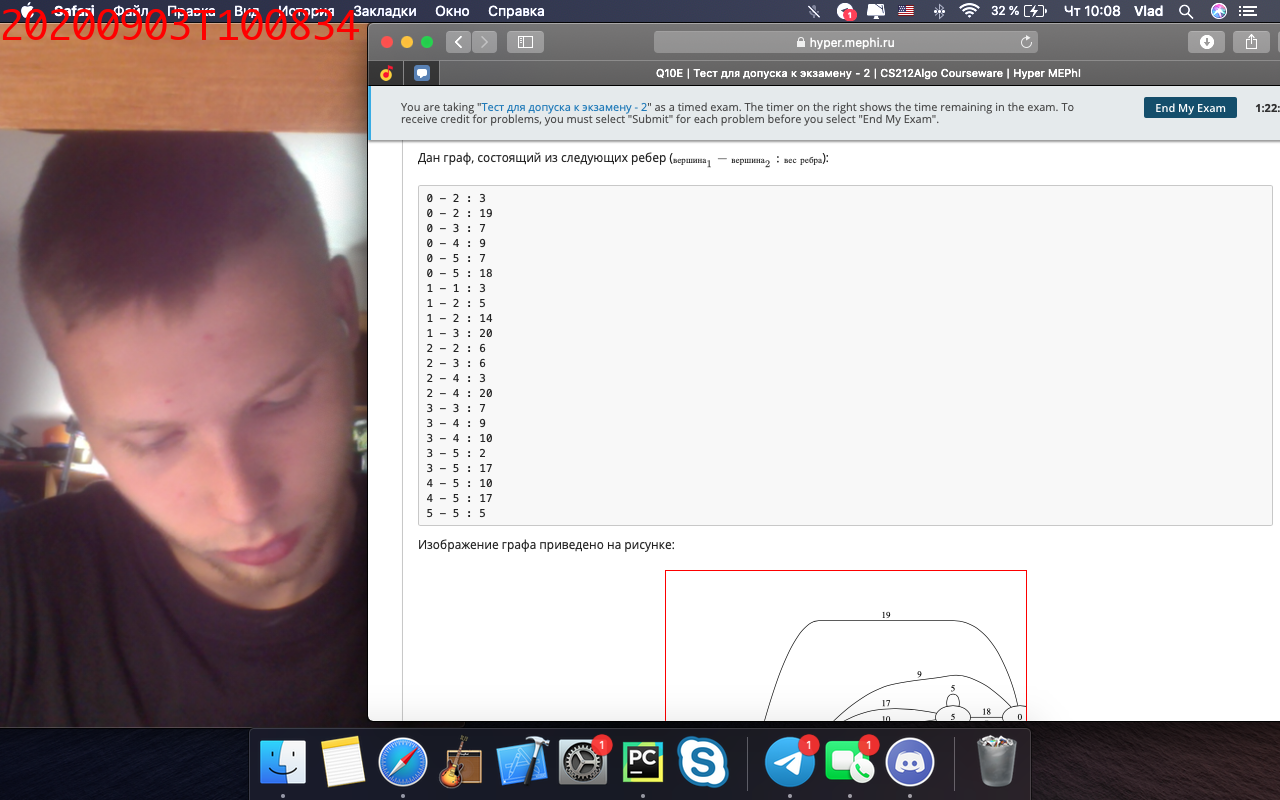 20200903T100834
Safari Файл Правка Вид История Закладки Окно Справка
1 32 % Чт 10:08 Vlad
hyper.mephi.ru
Q10E | Тест для допуска к экзамену - 2 | CS212Algo Courseware | Hyper MEPhI
You are taking "Тест для допуска к экзамену - 2" as a timed exam. The timer on the right shows the time remaining in the exam. To
receive credit for problems, you must select "Submit" for each problem before you select "End My Exam".
End My Exam
1:22:
Дан граф, состоящий из следующих ребер (вершина1 − вершина2 : вес ребра):
0 - 2 : 3
0 - 2 : 19
0 - 3 : 7
0 - 4 : 9
0 - 5 : 7
0 - 5 : 18
1 - 1 : 3
1 - 2 : 5
1 - 2 : 14
1 - 3 : 20
2 - 2 : 6
2 - 3 : 6
2 - 4 : 3
2 - 4 : 20
3 - 3 : 7
3 - 4 : 9
3 - 4 : 10
3 - 5 : 2
3 - 5 : 17
4 - 5 : 10
4 - 5 : 17
5 - 5 : 5
Изображение графа приведено на рисунке:
19
9
5
17
18
10
5
0
1
PC
1
1